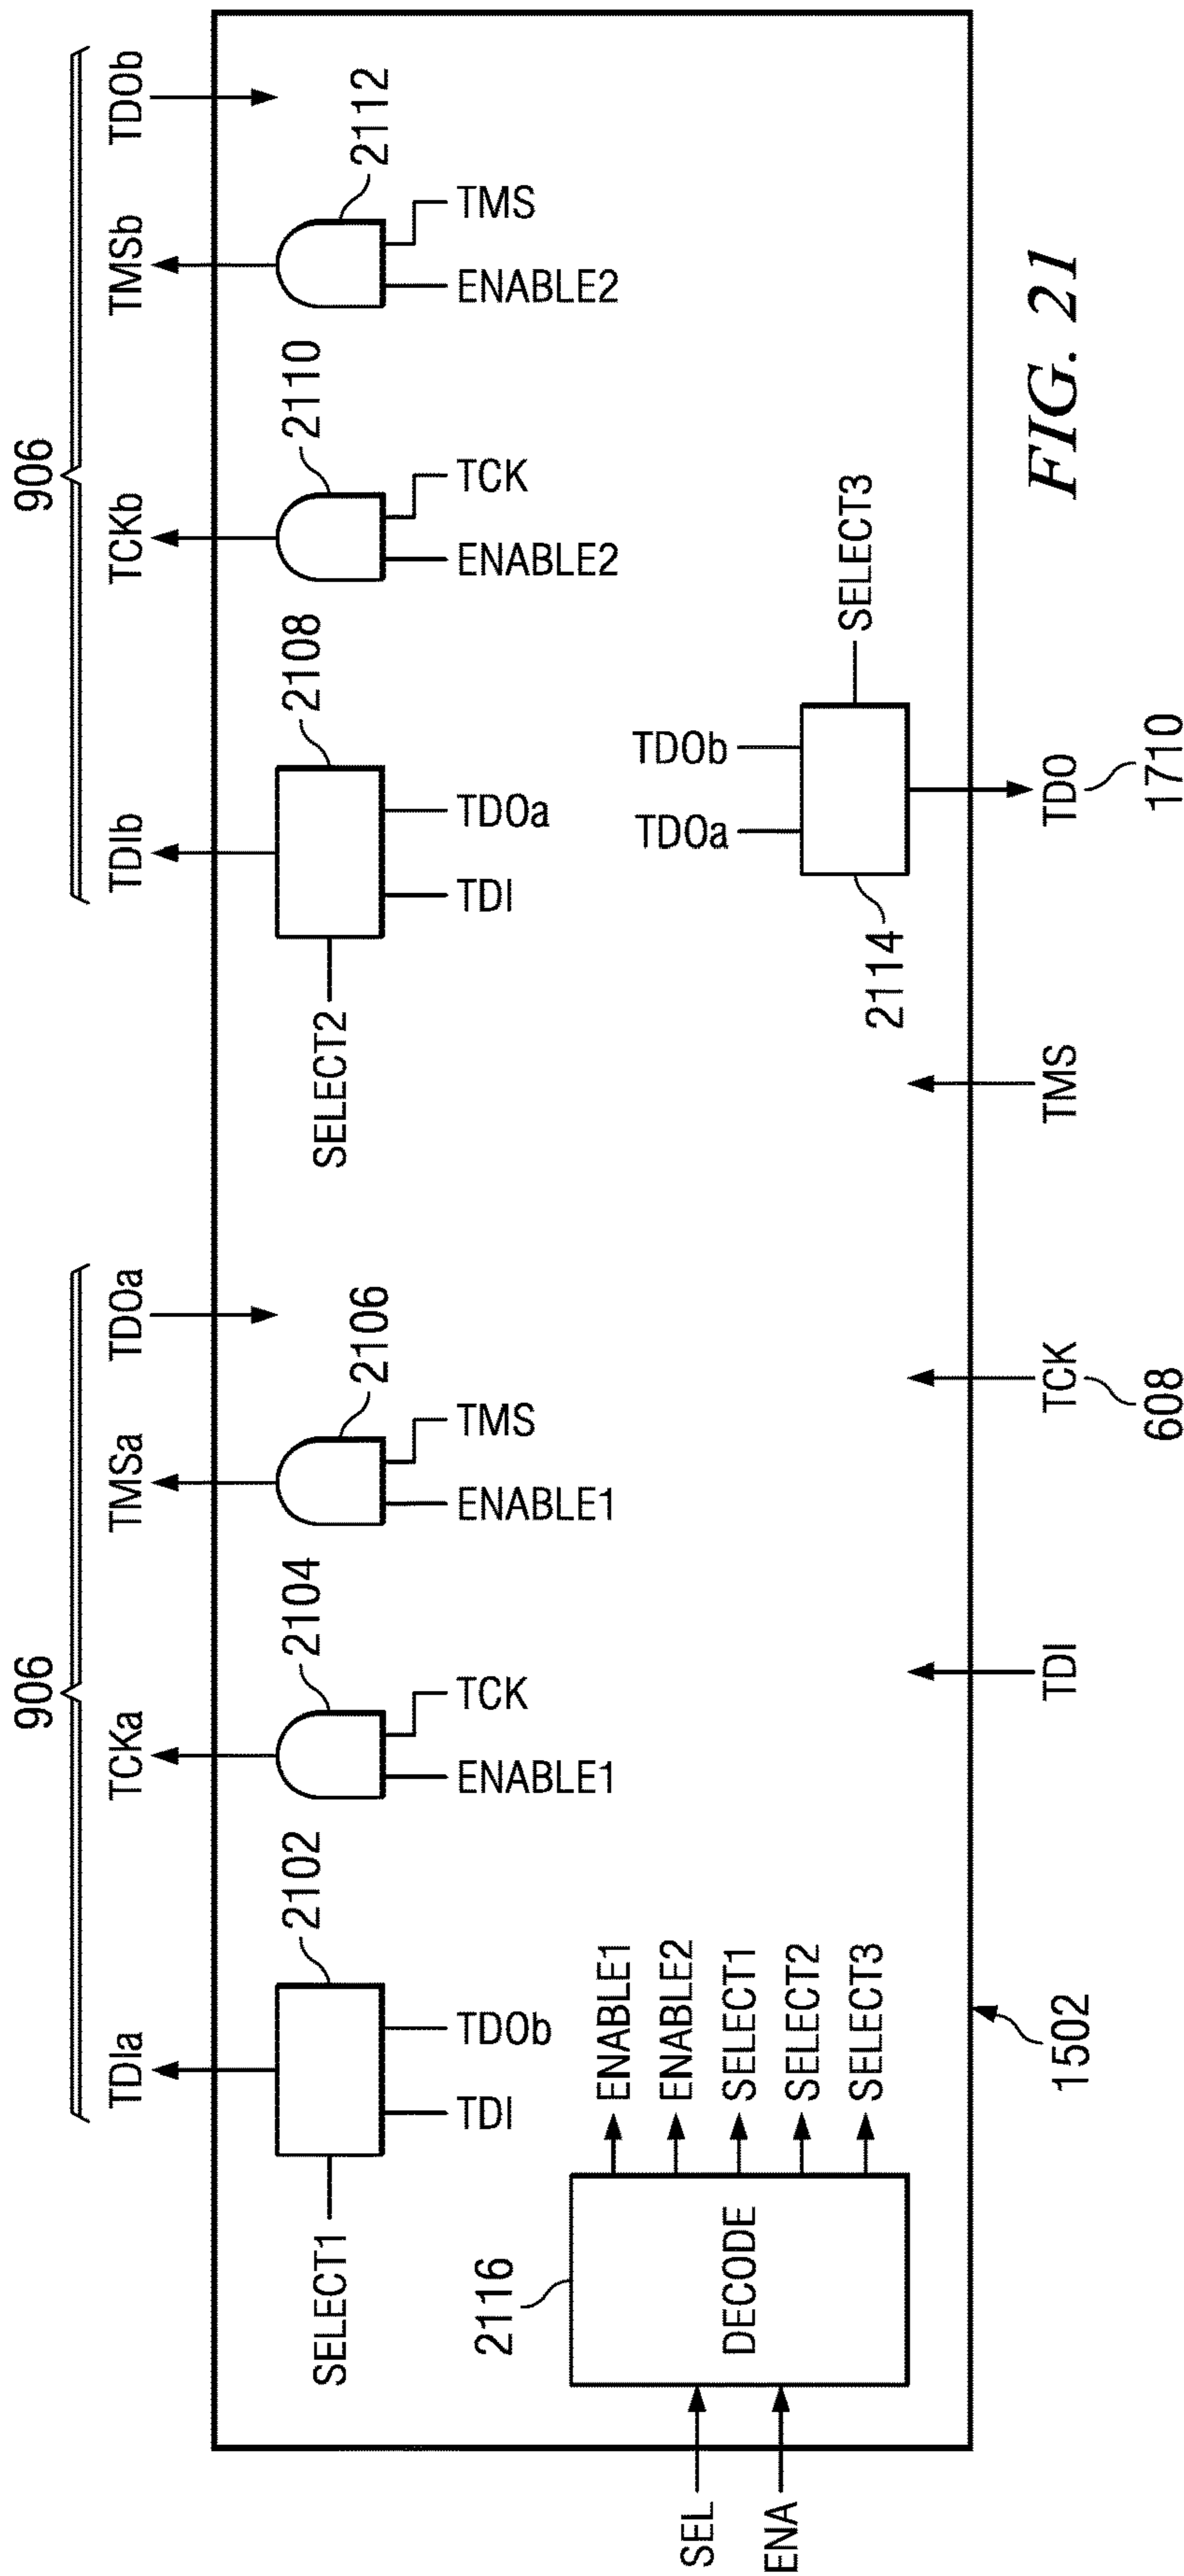 906
906
TDIa
TCKa
TMSa
TDOa
TDIb
TCKb
TMSb
TDOb
2102
2104
2106
2108
2110
2112
SELECT1
TDI
TDOb
ENABLE1
TCK
ENABLE1
TMS
SELECT2
TDI
TDOa
ENABLE2
TCK
ENABLE2
TMS
2116
SEL
ENA
DECODE
ENABLE1
ENABLE2
SELECT1
SELECT2
SELECT3
TDOa
TDOb
SELECT3
2114
1502
TDI
TCK
608
TMS
TDO
1710
FIG. 21